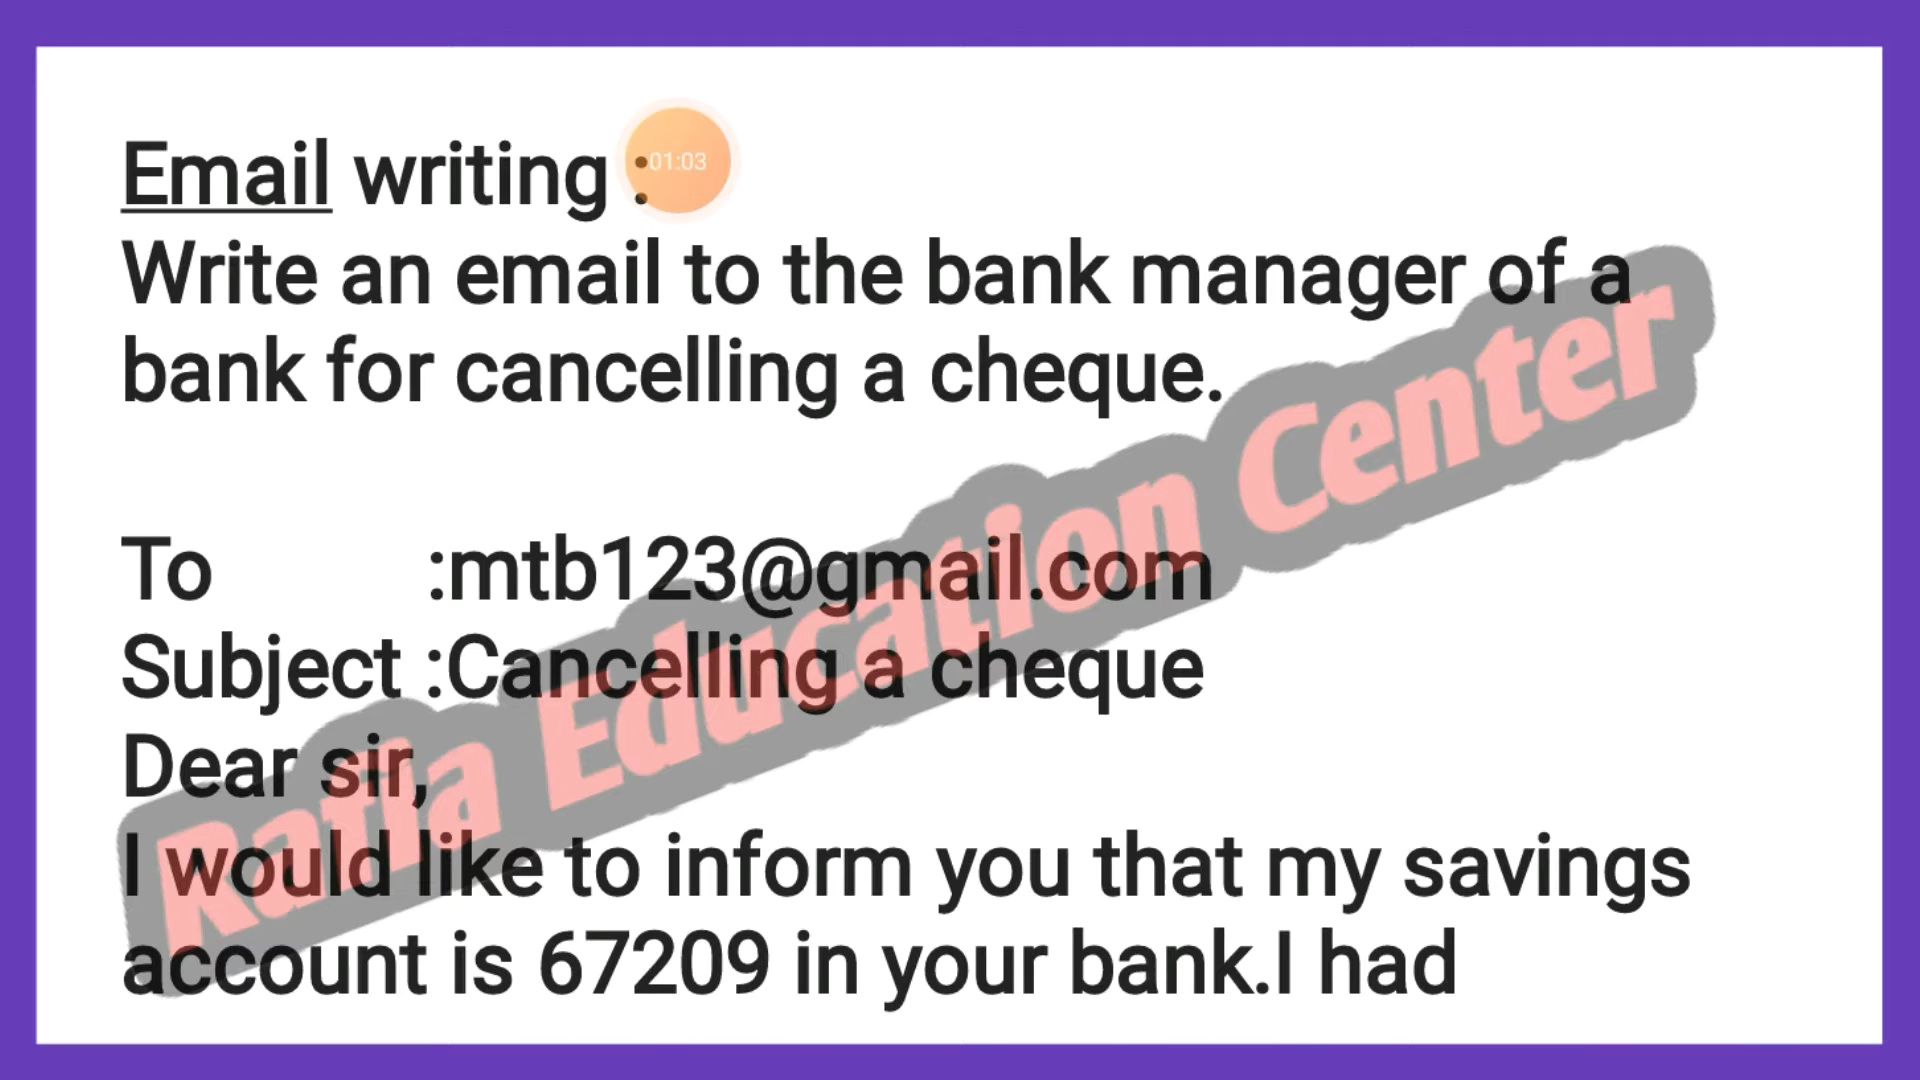 Email writing :
01:03
Write an email to the bank manager of a
bank for cancelling a cheque.
To :mtb123@gmail.com
Subject :Cancelling a cheque
Dear sir,
I would like to inform you that my savings
account is 67209 in your bank.I had
Rafia Education Center